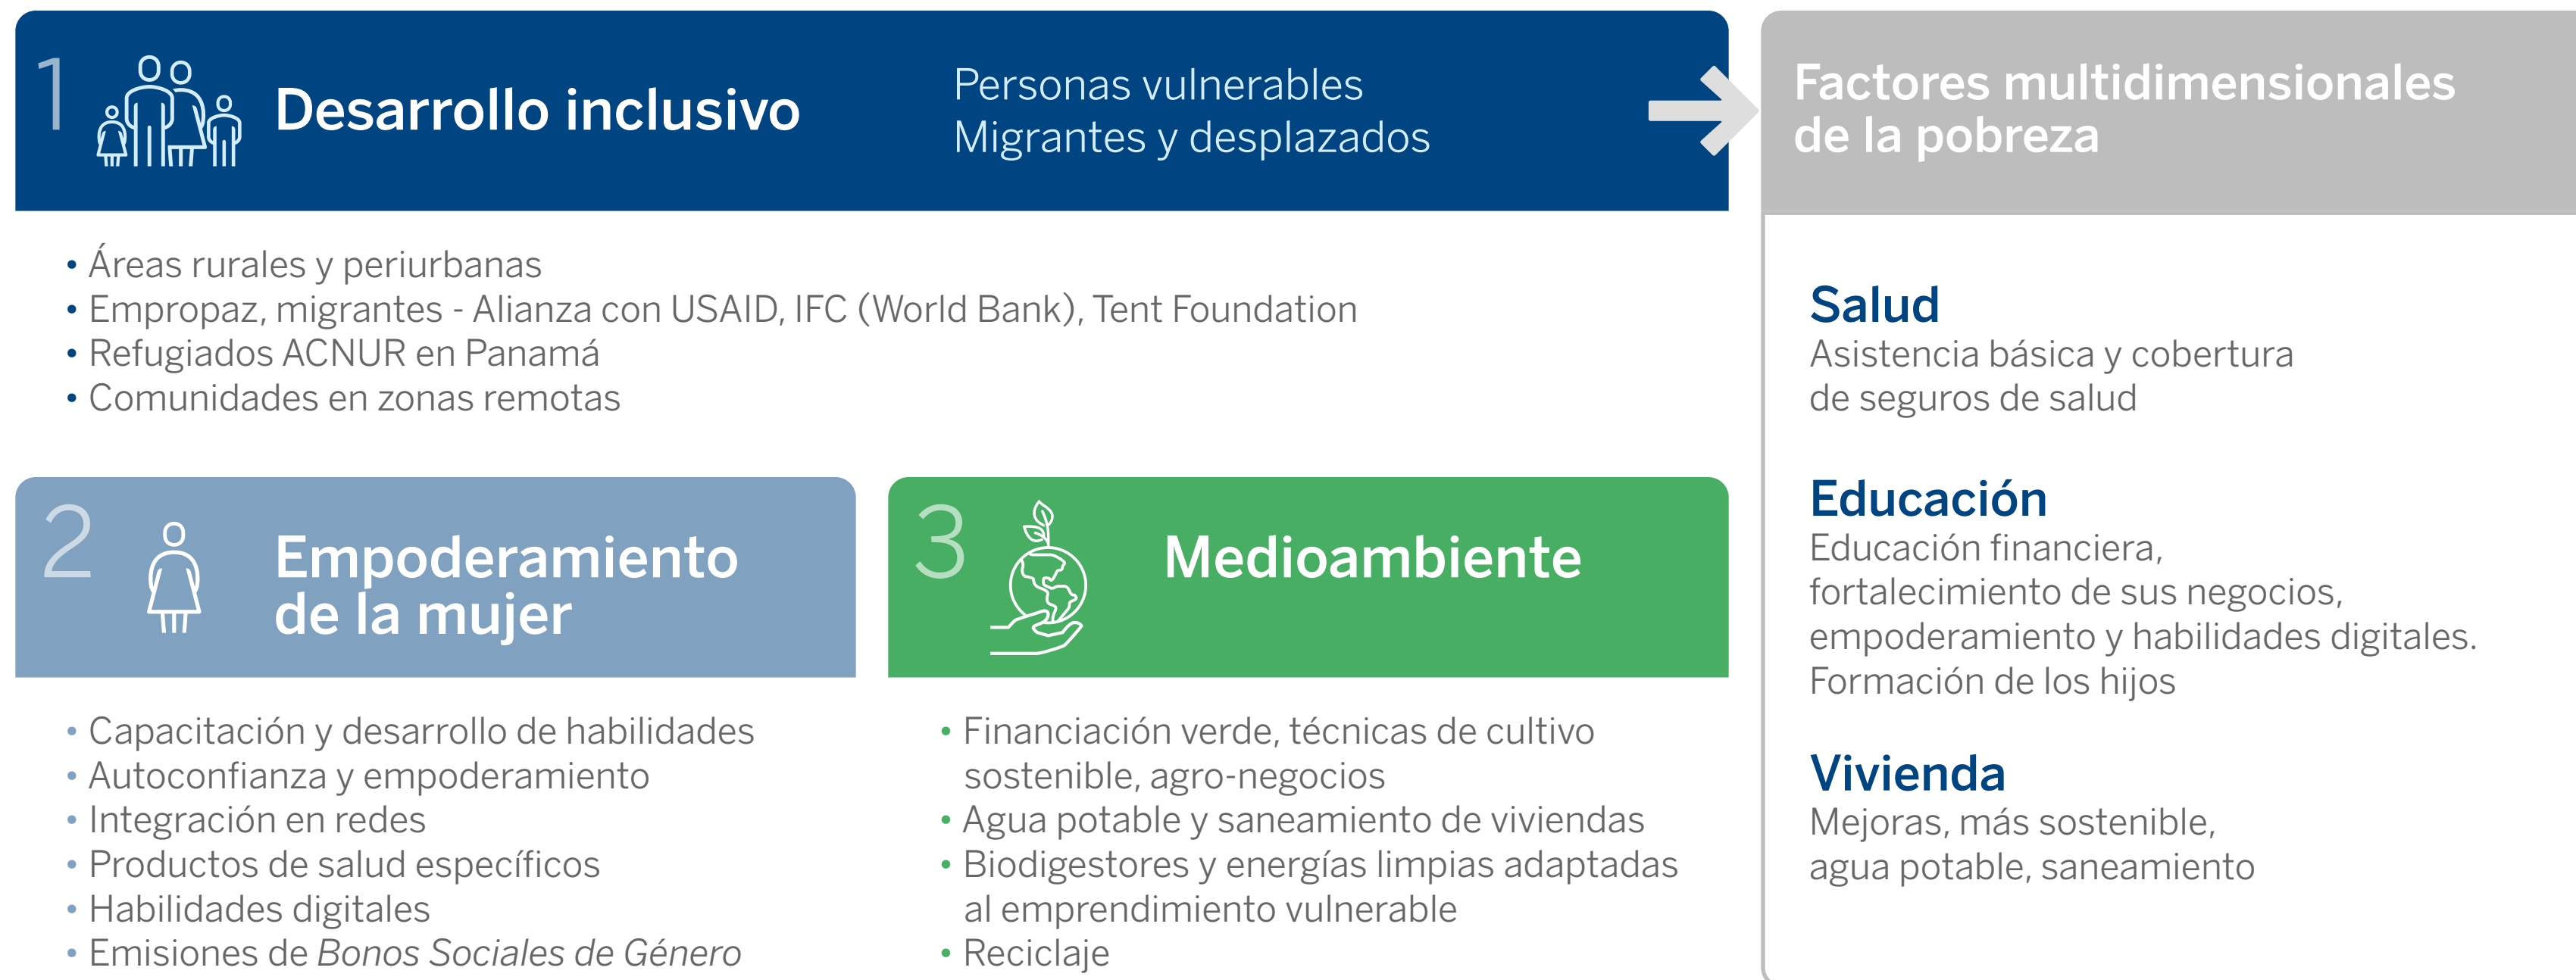 1
Desarrollo inclusivo
Personas vulnerables
Migrantes y desplazados
• Áreas rurales y periurbanas
• Empropaz, migrantes - Alianza con USAID, IFC (World Bank), Tent Foundation
• Refugiados ACNUR en Panamá
• Comunidades en zonas remotas
2
Empoderamiento
de la mujer
• Capacitación y desarrollo de habilidades
• Autoconfianza y empoderamiento
• Integración en redes
• Productos de salud específicos
• Habilidades digitales
• Emisiones de Bonos Sociales de Género
3
Medioambiente
• Financiación verde, técnicas de cultivo
sostenible, agro-negocios
• Agua potable y saneamiento de viviendas
• Biodigestores y energías limpias adaptadas
al emprendimiento vulnerable
• Reciclaje
Factores multidimensionales
de la pobreza
Salud
Asistencia básica y cobertura
de seguros de salud
Educación
Educación financiera,
fortalecimiento de sus negocios,
empoderamiento y habilidades digitales.
Formación de los hijos
Vivienda
Mejoras, más sostenible,
agua potable, saneamiento